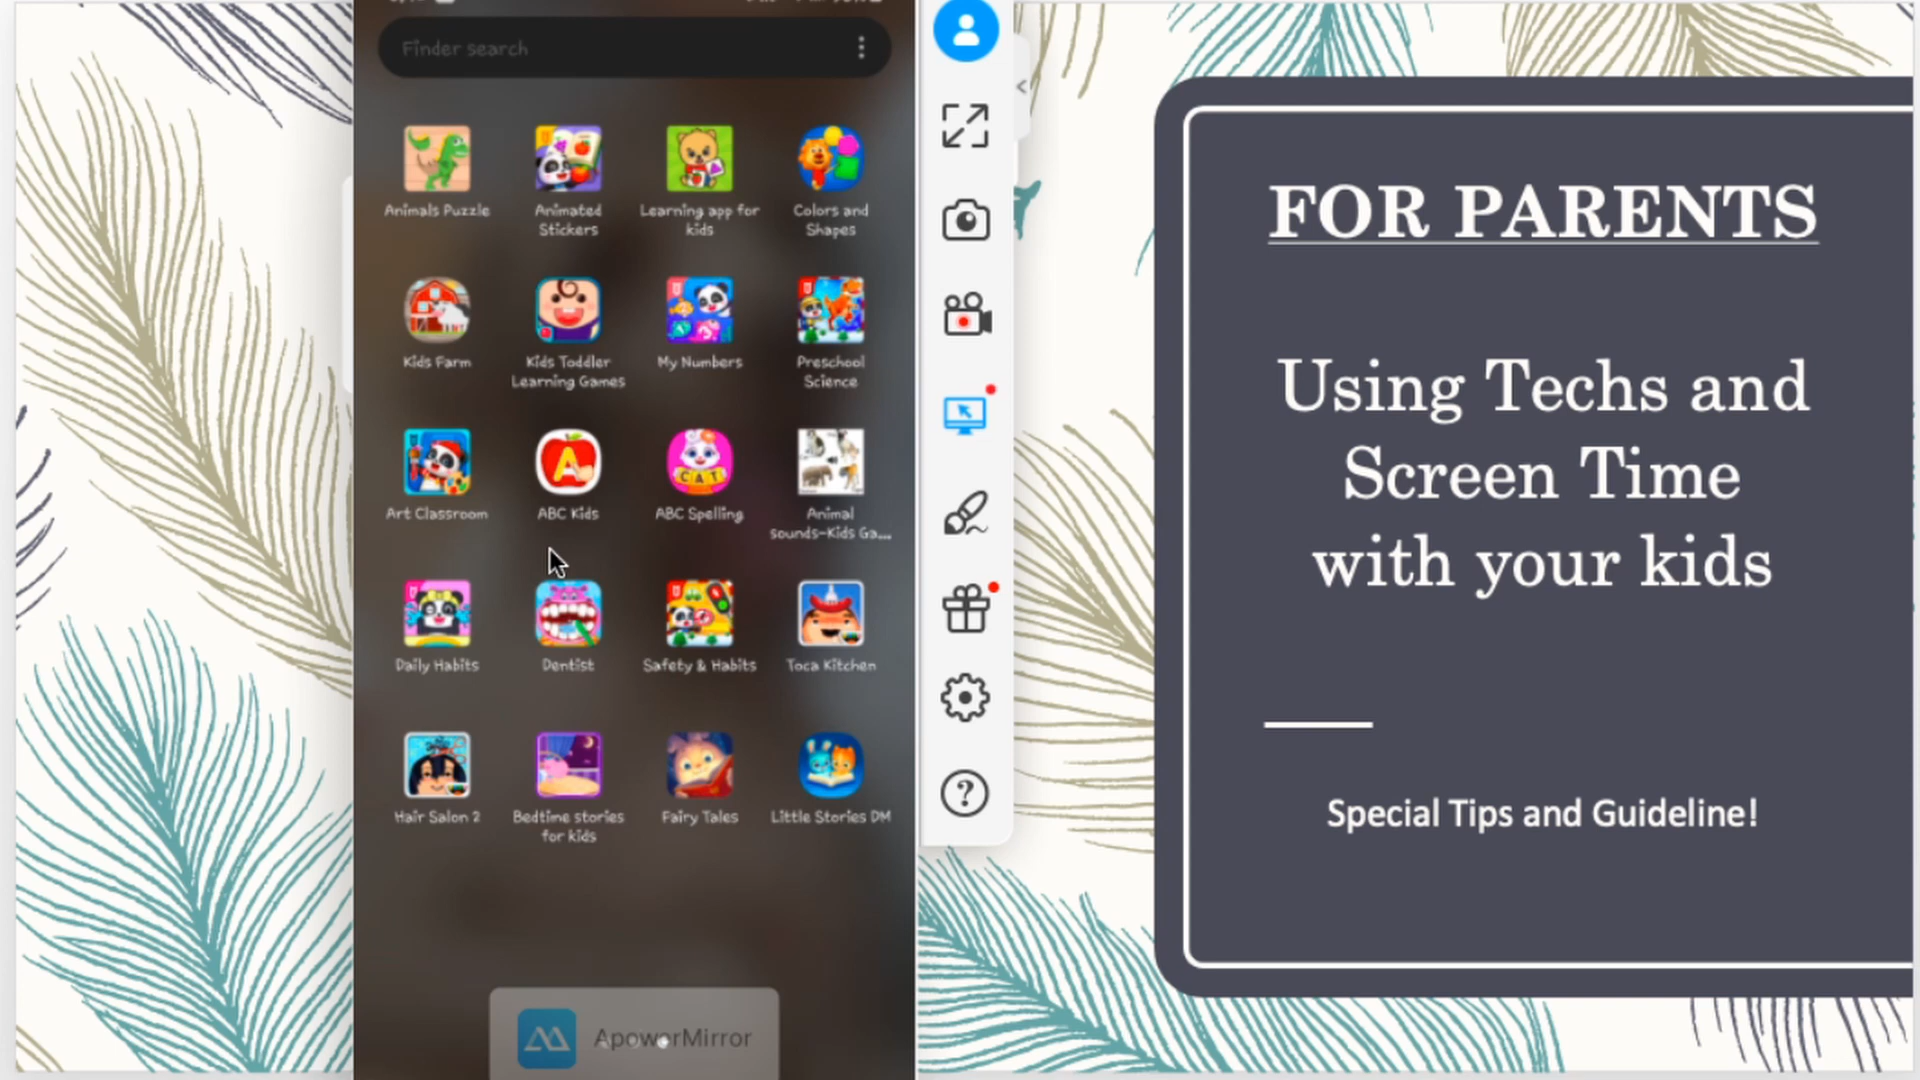 Finder search
Animals Puzzle
Animated
Stickers
Learning app for
kids
Colors and
Shapes
Kids Farm
Kids Toddler
Learning Games
My Numbers
Preschool
Science
Art Classroom
A
ABC Kids
CAT
ABC Spelling
Animal
sounds-Kids Ga...
Daily Habits
Dentist
Safety & Habits
Toca Kitchen
Hair Salon 2
Bedtime stories
for kids
Fairy Tales
Little Stories DM
ApowerMirror
FOR PARENTS
Using Techs and
Screen Time
with your kids
Special Tips and Guideline!